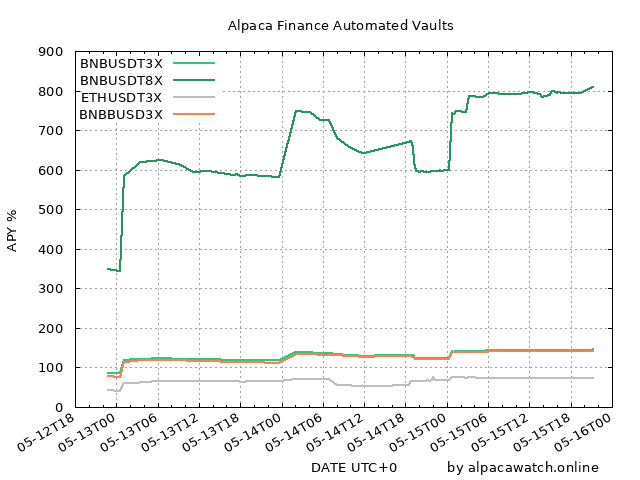 Alpaca Finance Automated Vaults
900
800
700
600
500
400
300
200
100
0
APY %
BNBUSDT3X
BNBUSDT8X
ETHUSDT3X
BNBBUSD3X
05-12T18
05-13T00
05-13T06
05-13T12
05-13T18
05-14T00
05-14T06
05-14T12
05-14T18
05-15T00
05-15T06
05-15T12
05-15T18
05-16T00
DATE UTC+0
by alpacawatch.online